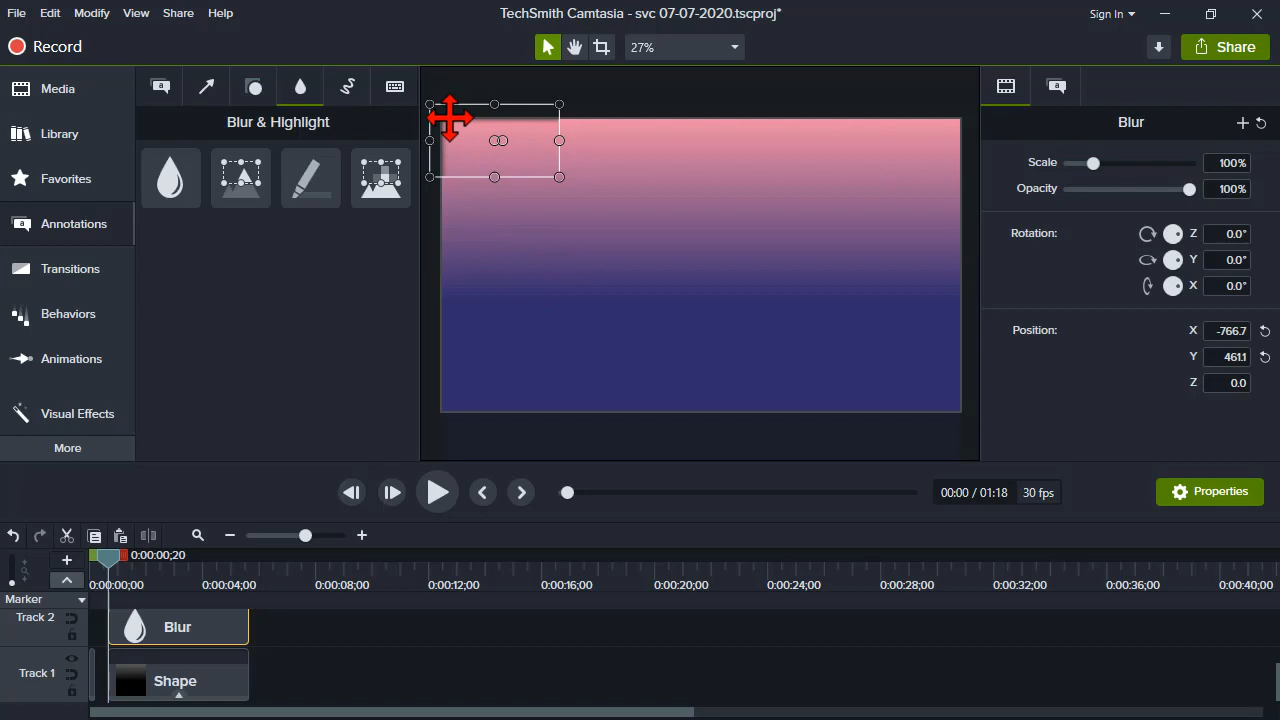 File Edit Modify View Share Help
TechSmith Camtasia - svc 07-07-2020.tscproj*
Sign In
Record
27%
Share
Media
Library
Favorites
Annotations
Transitions
Behaviors
Animations
Visual Effects
More
Blur & Highlight
Blur
Scale 100%
Opacity 100%
Rotation: Z 0.0°
Y 0.0°
X 0.0°
Position: X -766.7
Y 461.1
Z 0.0
00:00 / 01:18 30 fps
Properties
0:00:00;20
0:00:00;00 0:00:04;00 0:00:08;00 0:00:12;00 0:00:16;00 0:00:20;00 0:00:24;00 0:00:28;00 0:00:32;00 0:00:36;00 0:00:40;00
Marker
Track 2
Blur
Track 1
Shape